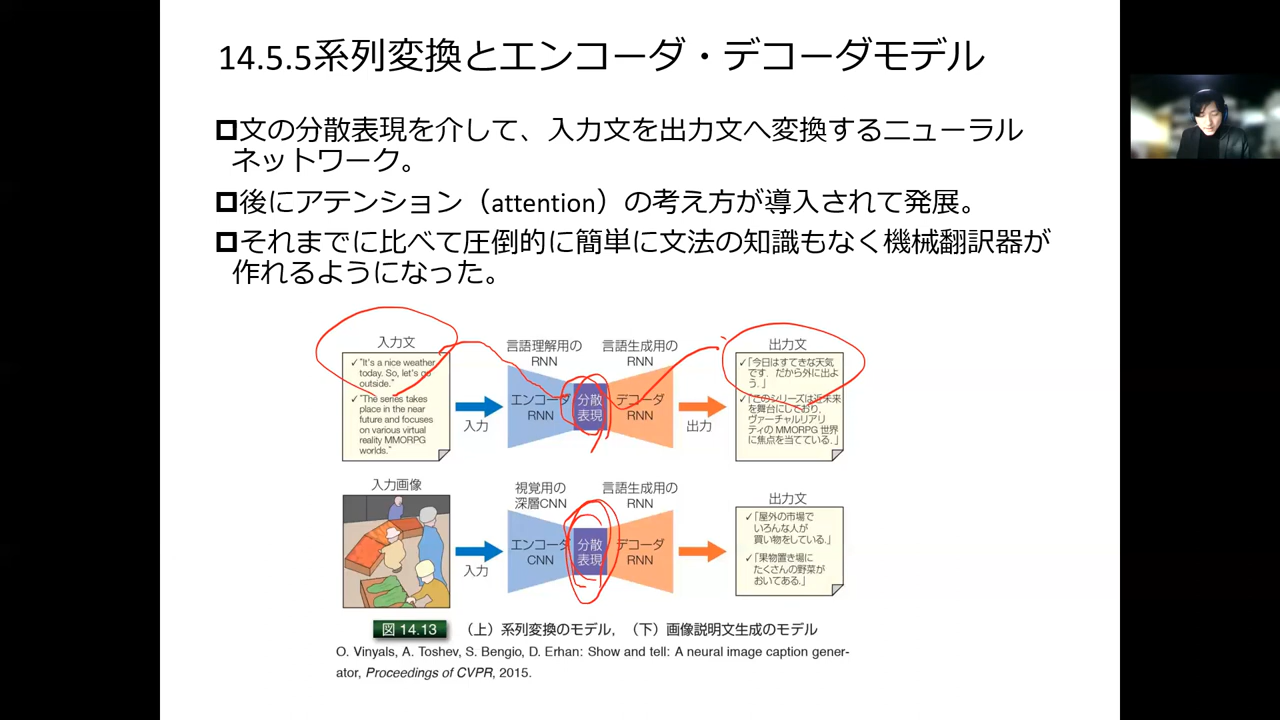 14.5.5系列変換とエンコーダ・デコーダモデル
文の分散表現を介して、入力文を出力文へ変換するニューラル
ネットワーク。
後にアテンション（attention）の考え方が導入されて発展。
それまでに比べて圧倒的に簡単に文法の知識もなく機械翻訳器が
作れるようになった。
入力文
✓"It's a nice weather
today. So, let's go
outside."
✓"The series takes
place in the near
future and focuses
on various virtual
reality MMORPG
worlds."
入力
言語理解用の
RNN
エンコーダ
RNN
分散
表現
言語生成用の
RNN
デコーダ
RNN
出力
出力文
✓「今日はすてきな天気
です．だから外に出よ
う．」
✓「このシリーズは近未来
を舞台にしており，
ヴァーチャルリアリ
ティの MMORPG 世界
に焦点を当てている．」
入力画像
入力
視覚用の
深層CNN
エンコーダ
CNN
分散
表現
言語生成用の
RNN
デコーダ
RNN
出力文
✓「屋外の市場で
いろんな人が
買い物をしている．」
✓「果物置き場に
たくさんの野菜が
おいてある．」
図 14.13 （上）系列変換のモデル，（下）画像説明文生成のモデル
O. Vinyals, A. Toshev, S. Bengio, D. Erhan: Show and tell: A neural image caption gener-
ator, Proceedings of CVPR, 2015.